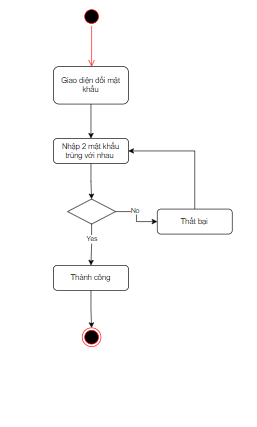 Giao diện đổi mật
khẩu
Nhập 2 mật khẩu
trùng với nhau
No
Thất bại
Yes
Thành công